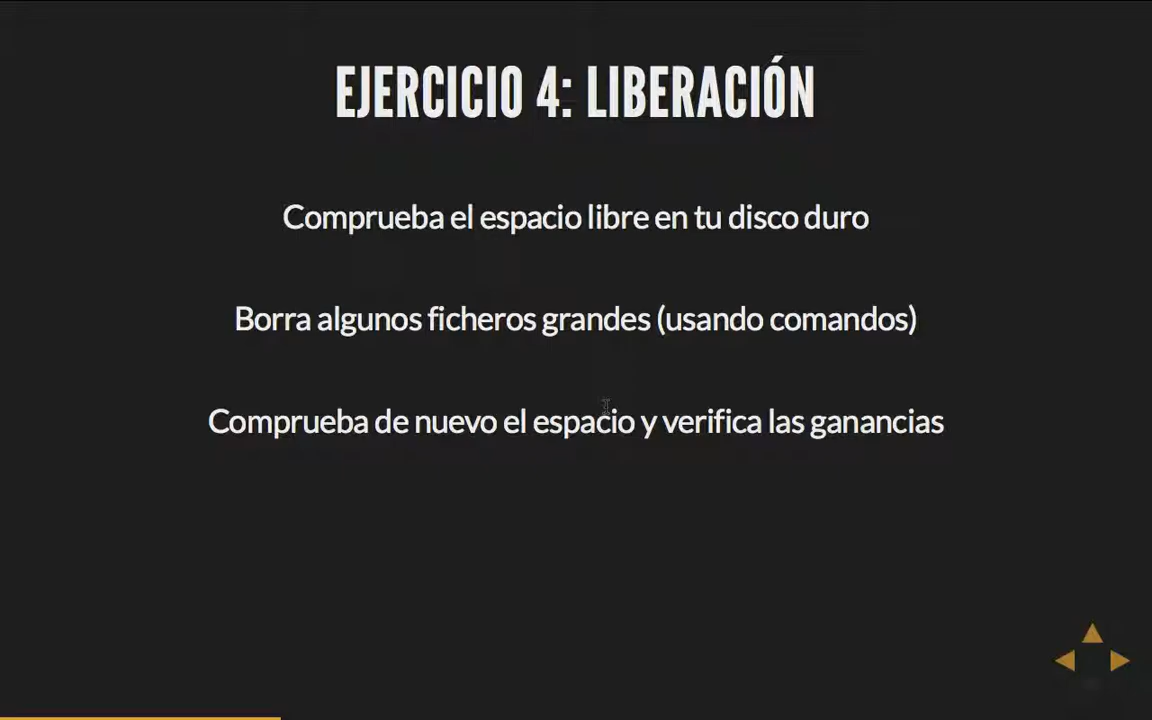 EJERCICIO 4: LIBERACIÓN
Comprueba el espacio libre en tu disco duro
Borra algunos ficheros grandes (usando comandos)
Comprueba de nuevo el espacio y verifica las ganancias